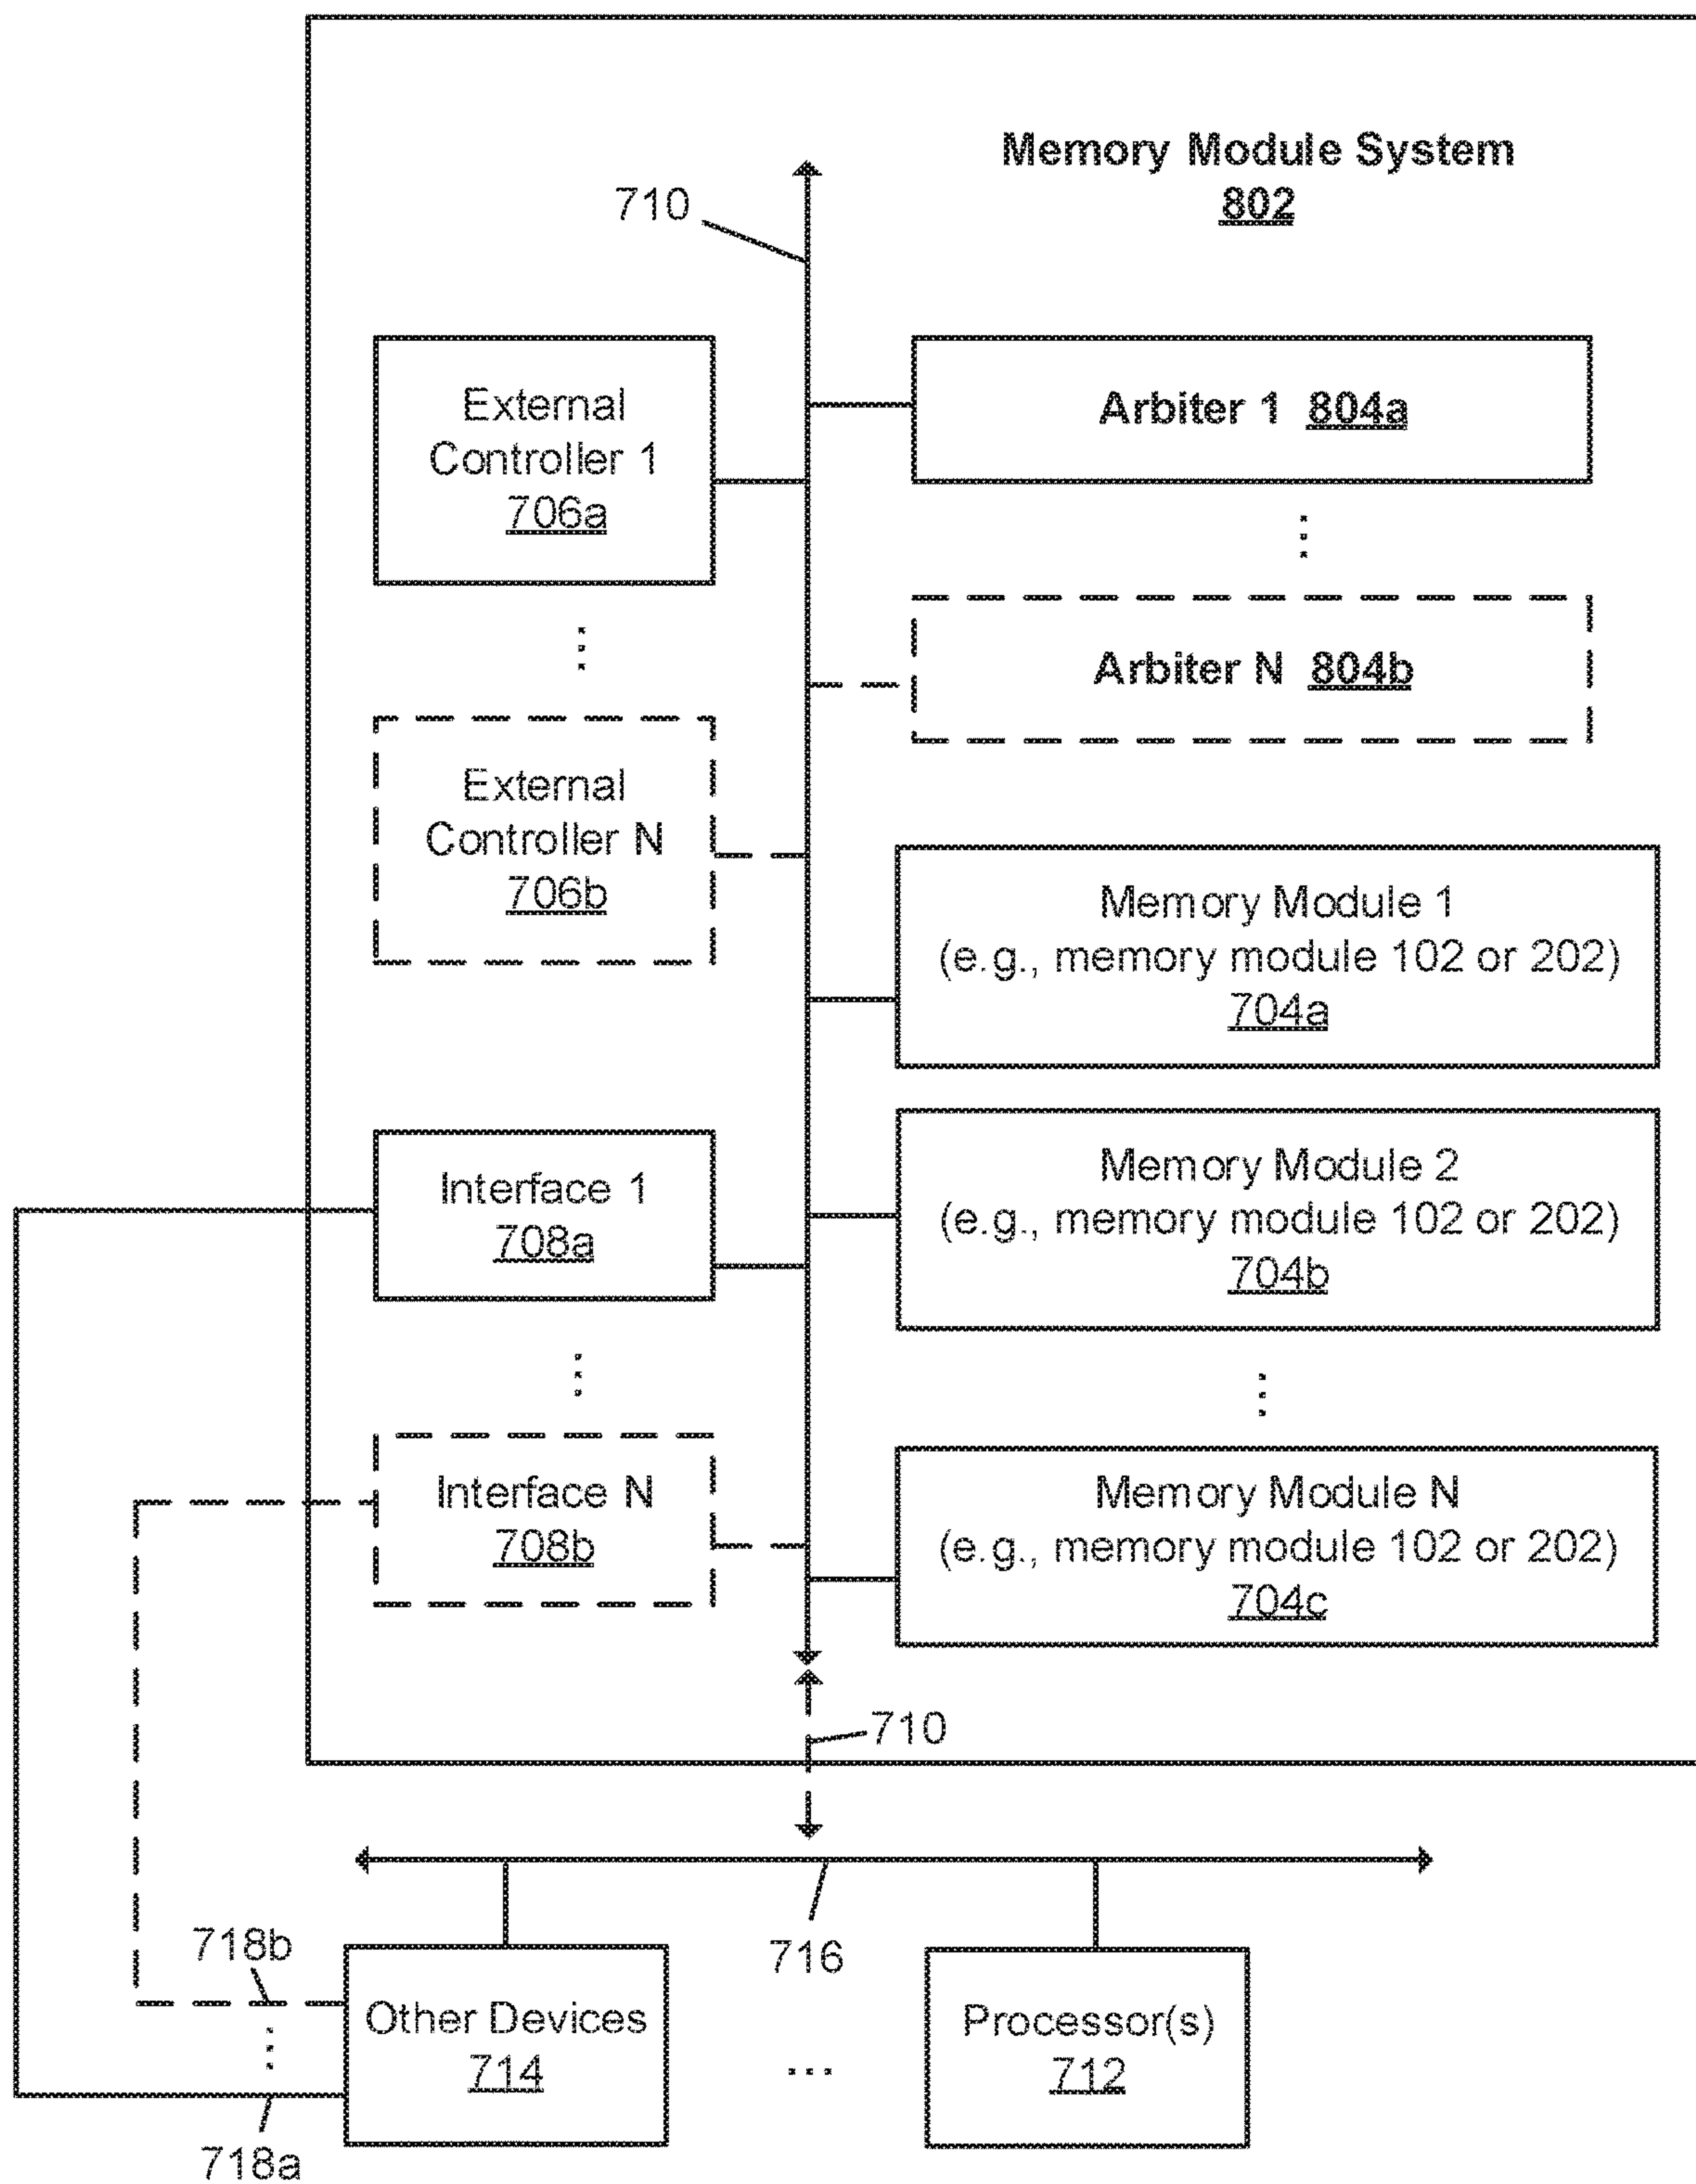 Memory Module System
802
710
External
Controller 1
706a
Arbiter 1 804a
Arbiter N 804b
External
Controller N
706b
Memory Module 1
(e.g., memory module 102 or 202)
704a
Interface 1
708a
Memory Module 2
(e.g., memory module 102 or 202)
704b
Interface N
708b
Memory Module N
(e.g., memory module 102 or 202)
704c
710
716
718b
718a
Other Devices
714
...
Processor(s)
712